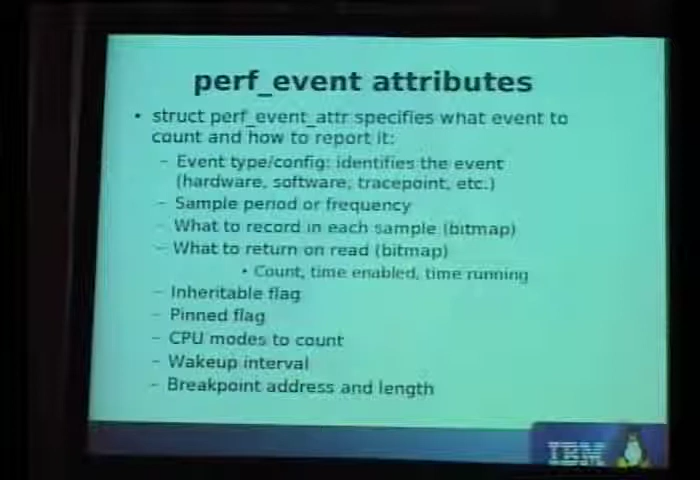 perf_event attributes
• struct perf_event_attr specifies what event to
count and how to report it:
– Event type/config: identifies the event
(hardware, software, tracepoint, etc.)
– Sample period or frequency
– What to record in each sample (bitmap)
– What to return on read (bitmap)
• Count, time enabled, time running
– Inheritable flag
– Pinned flag
– CPU modes to count
– Wakeup interval
– Breakpoint address and length
IBM